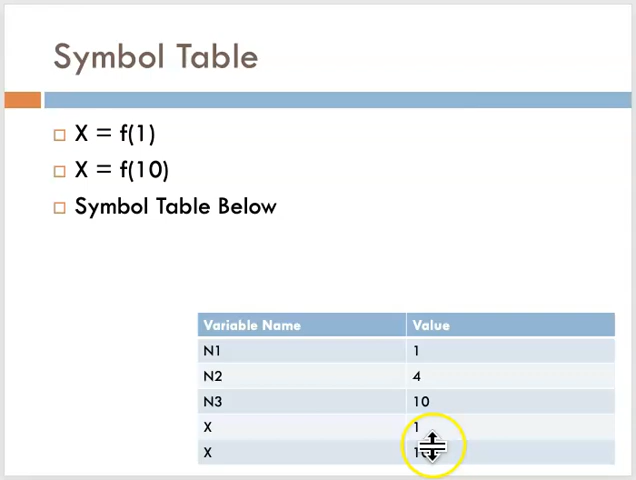 Symbol Table
X = f(1)
X = f(10)
Symbol Table Below
Variable Name Value
N1 1
N2 4
N3 10
X 1
X